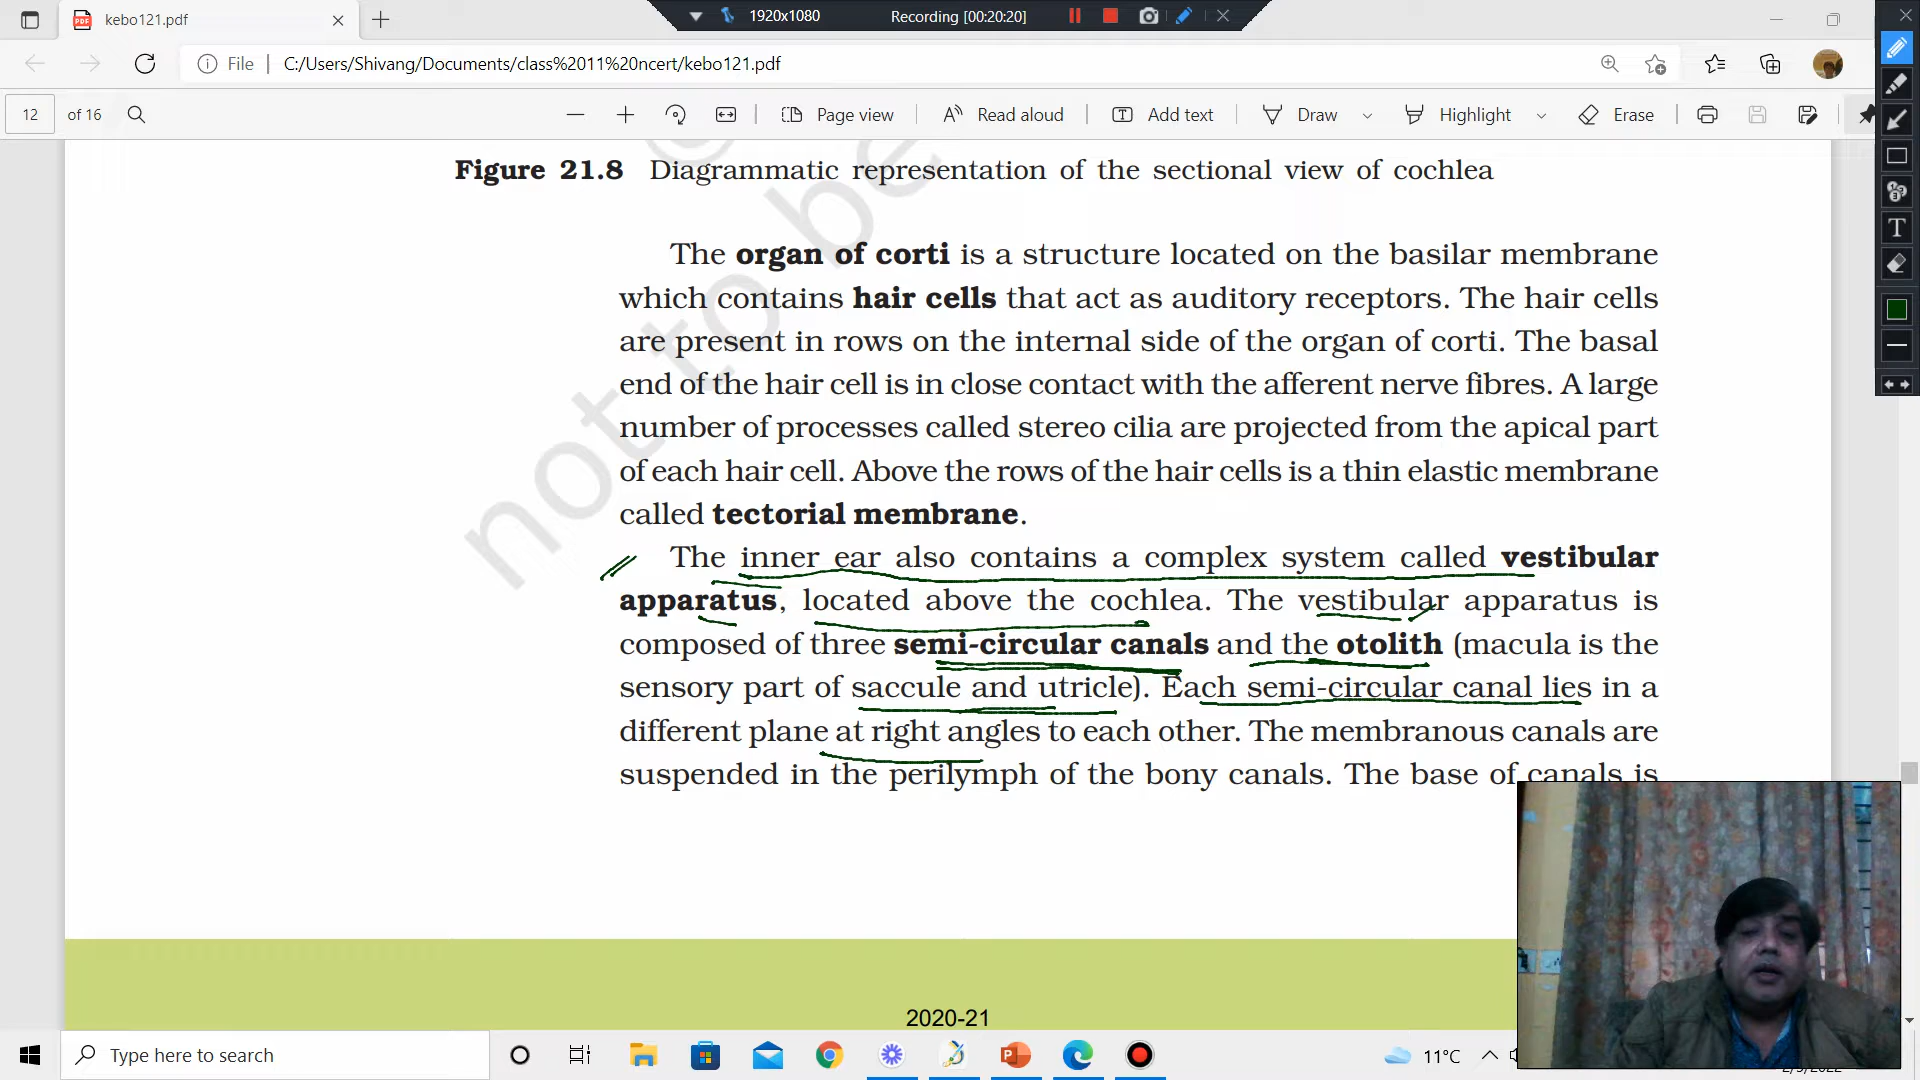 kebo121.pdf
1920x1080
Recording [00:20:20]
File
C:/Users/Shivang/Documents/class%2011%20ncert/kebo121.pdf
12
of 16
Page view
Read aloud
Add text
Draw
Highlight
Erase
Figure 21.8 Diagrammatic representation of the sectional view of cochlea
The organ of corti is a structure located on the basilar membrane
which contains hair cells that act as auditory receptors. The hair cells
are present in rows on the internal side of the organ of corti. The basal
end of the hair cell is in close contact with the afferent nerve fibres. A large
number of processes called stereo cilia are projected from the apical part
of each hair cell. Above the rows of the hair cells is a thin elastic membrane
called tectorial membrane.
The inner ear also contains a complex system called vestibular
apparatus, located above the cochlea. The vestibular apparatus is
composed of three semi-circular canals and the otolith (macula is the
sensory part of saccule and utricle). Each semi-circular canal lies in a
different plane at right angles to each other. The membranous canals are
suspended in the perilymph of the bony canals. The base of canals is
not to be
2020-21
Type here to search
11°C